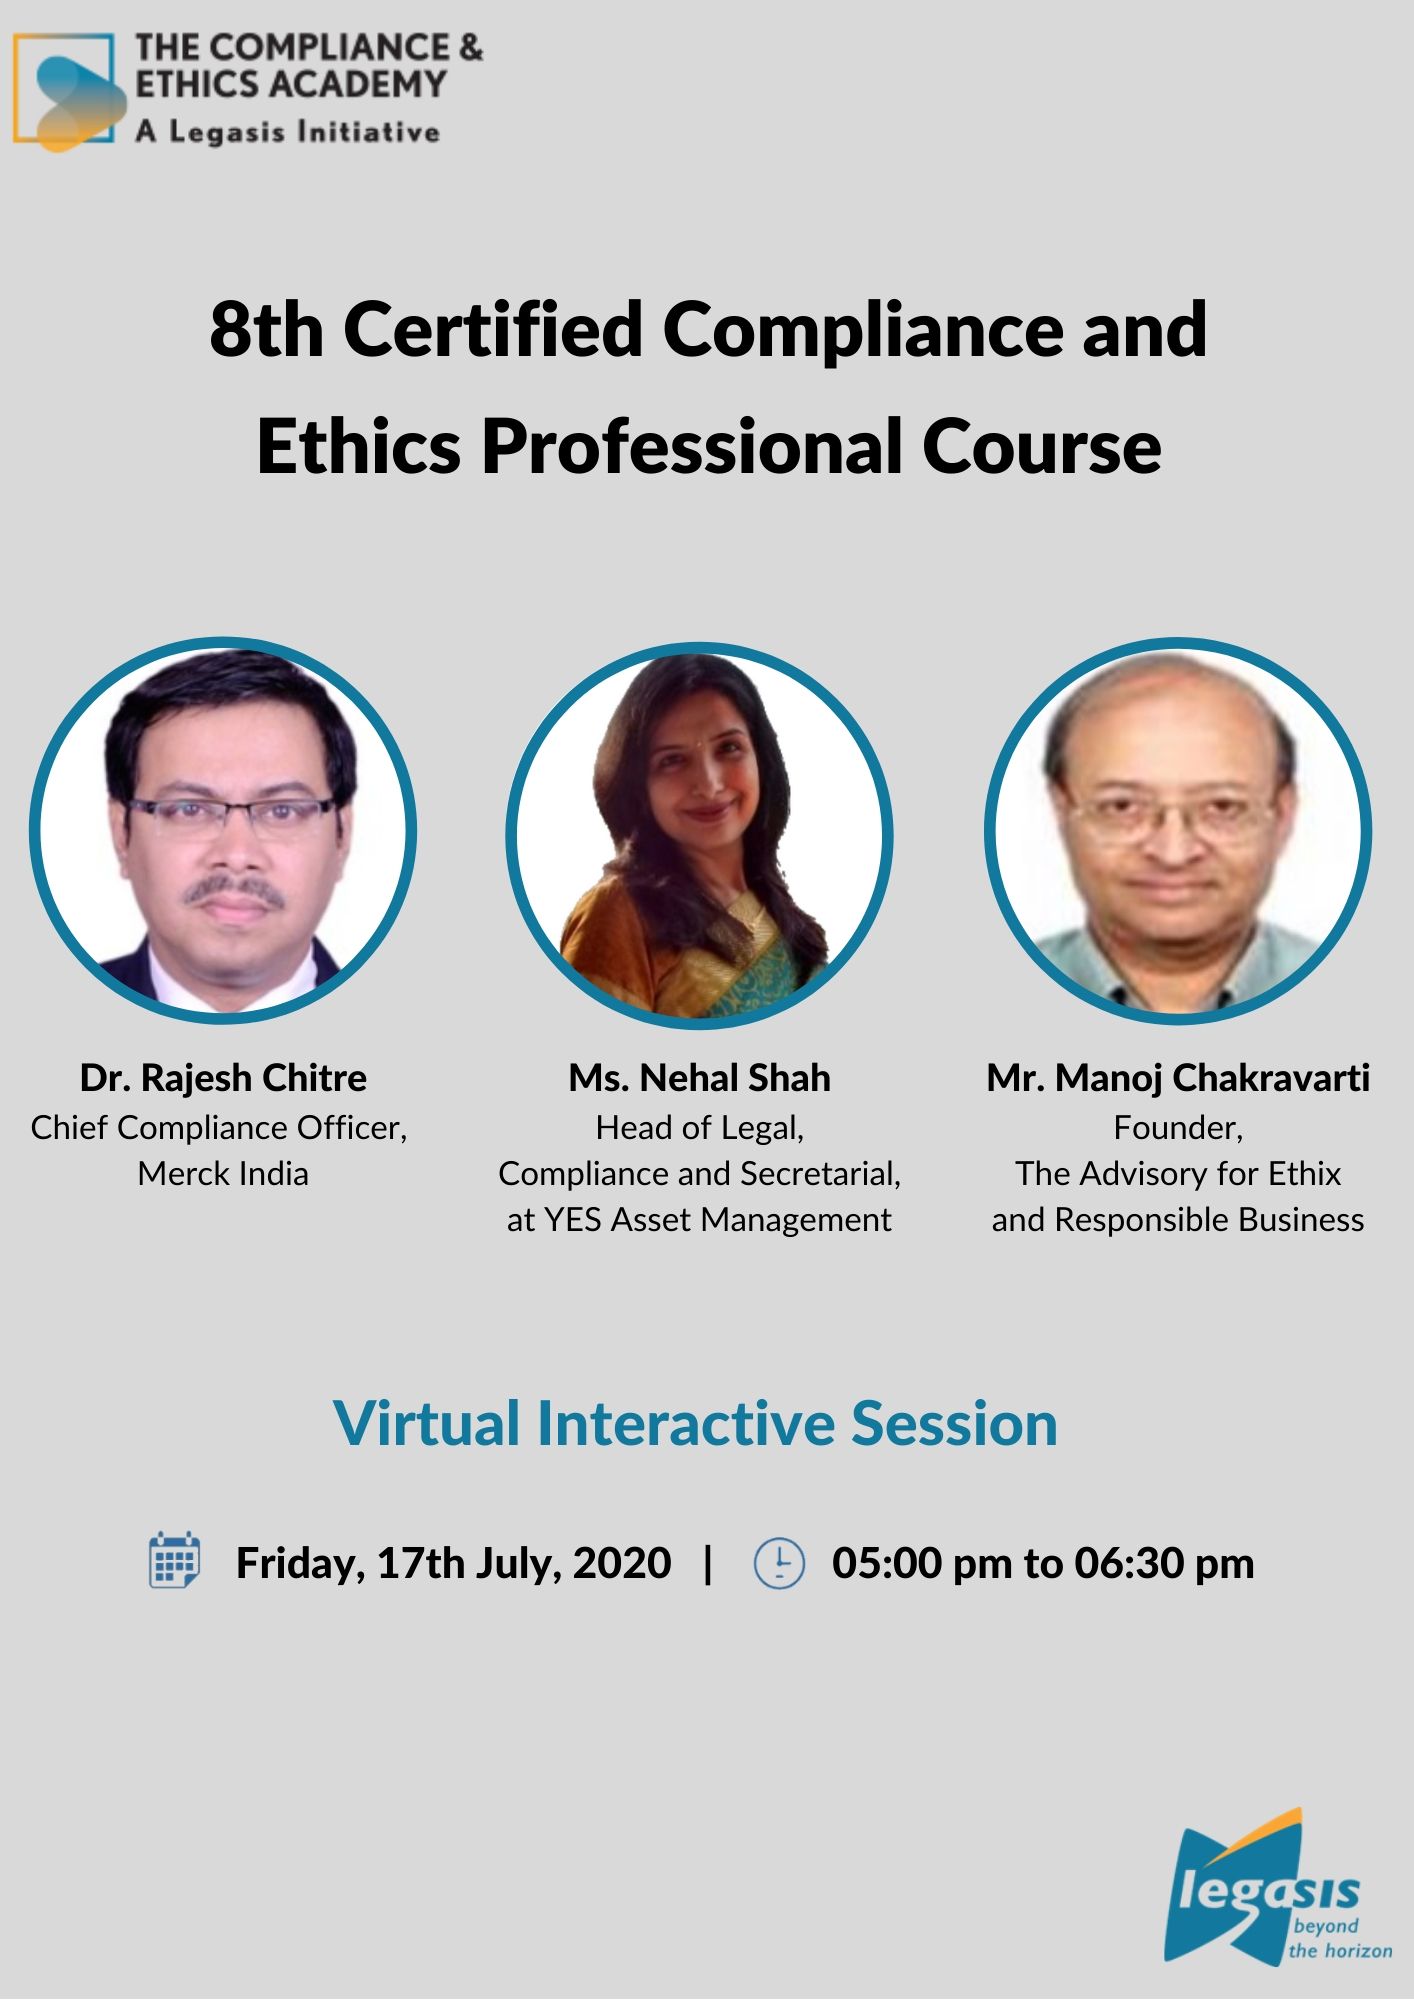 THE COMPLIANCE &
ETHICS ACADEMY
A Legasis Initiative
8th Certified Compliance and
Ethics Professional Course
Dr. Rajesh Chitre
Chief Compliance Officer,
Merck India
Ms. Nehal Shah
Head of Legal,
Compliance and Secretarial,
at YES Asset Management
Mr. Manoj Chakravarti
Founder,
The Advisory for Ethix
and Responsible Business
Virtual Interactive Session
Friday, 17th July, 2020 | 05:00 pm to 06:30 pm
legasis
beyond
the horizon